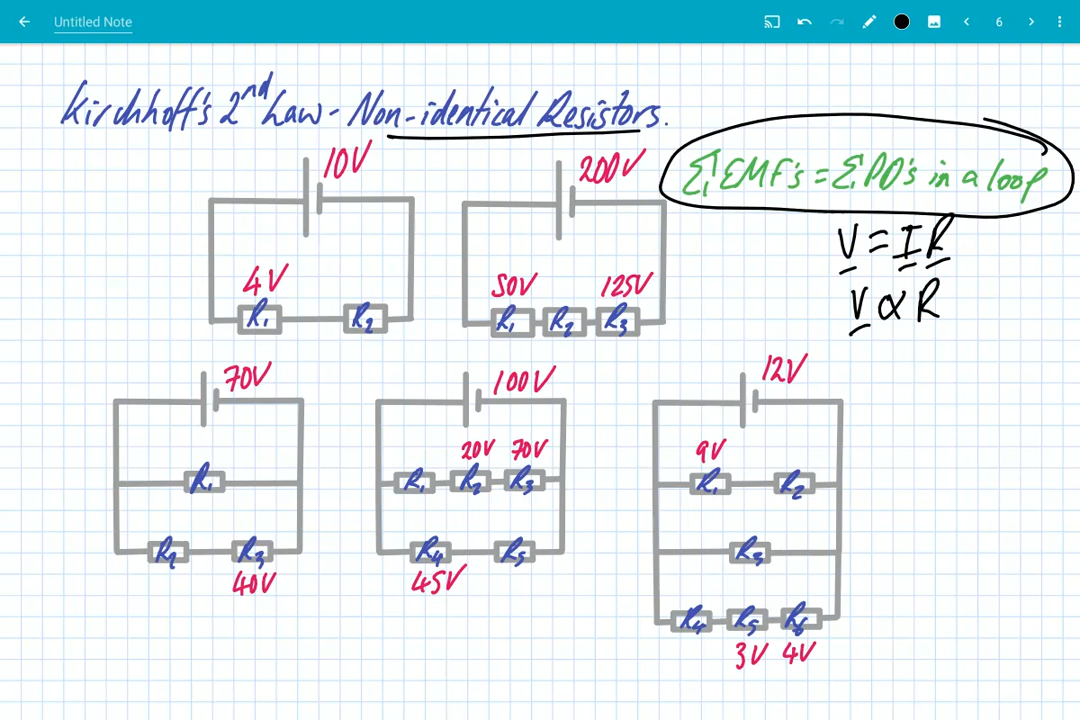 Untitled Note
6
Kirchhoff's 2nd Law - Non-identical Resistors.
ΣEMF's = ΣPD's in a loop
V = IR
V ∝ R
10V
4V
R1 R2
200V
50V 125V
R1 R2 R3
70V
R1
R2 R3
40V
100V
20V 70V
R1 R2 R3
R4 R5
45V
12V
9V
R1 R2
R3
R4 R5 R6
3V 4V